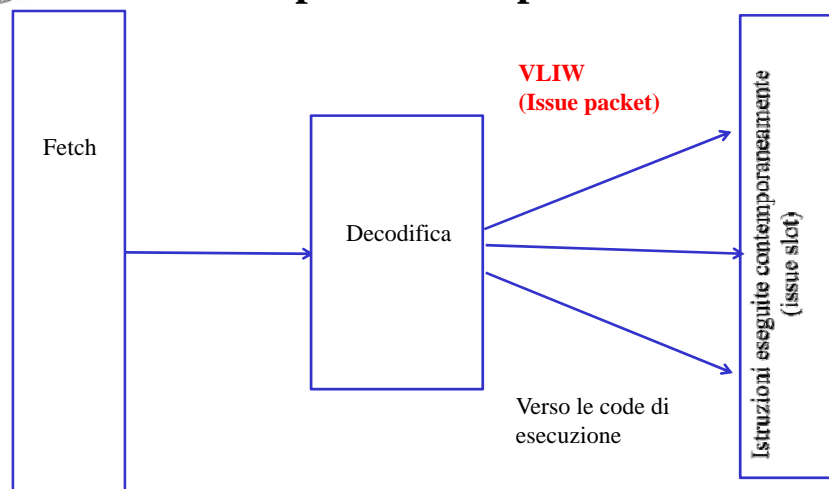 Fetch
Decodifica
VLIW
(Issue packet)
Verso le code di
esecuzione
Istruzioni eseguite contemporaneamente
(issue slot)